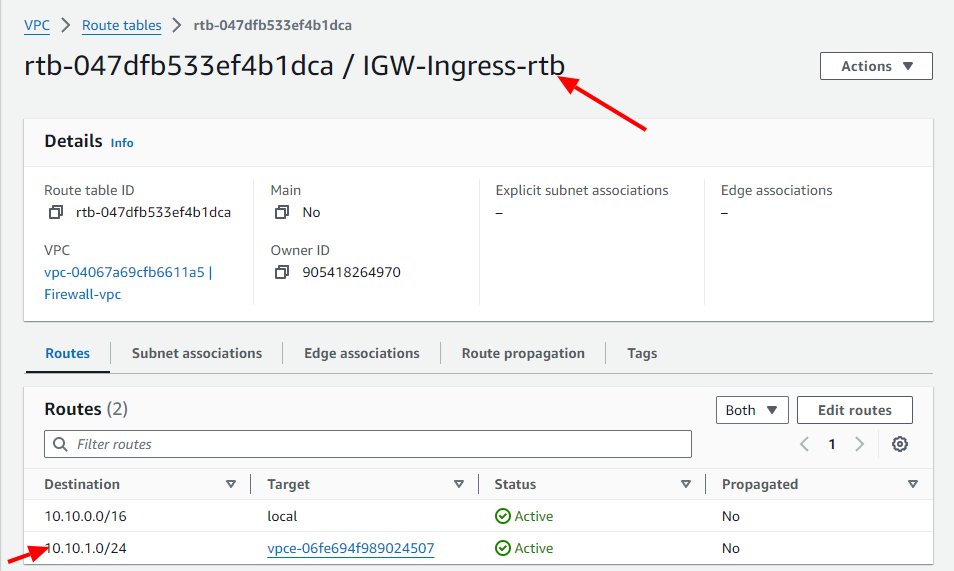 VPC > Route tables > rtb-047dfb533ef4b1dca
rtb-047dfb533ef4b1dca / IGW-Ingress-rtb
Actions
Details Info
Route table ID
rtb-047dfb533ef4b1dca
Main
No
Explicit subnet associations
–
Edge associations
–
VPC
vpc-04067a69cfb6611a5 |
Firewall-vpc
Owner ID
905418264970
Routes Subnet associations Edge associations Route propagation Tags
Routes (2)
Both Edit routes
Filter routes
1
Destination Target Status Propagated
10.10.0.0/16 local Active No
10.10.1.0/24 vpce-06fe694f989024507 Active No